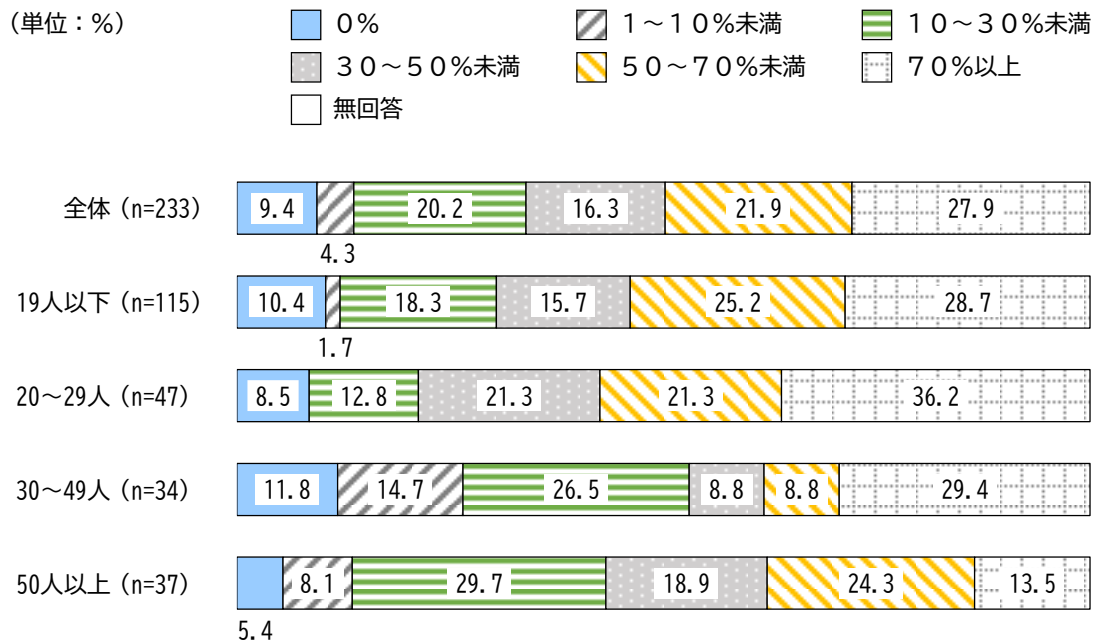 （単位：％）
０％
１～１０％未満
１０～３０％未満
３０～５０％未満
５０～７０％未満
７０％以上
無回答
全体（n=233）
9.4
20.2
16.3
21.9
27.9
4.3
19人以下（n=115）
10.4
18.3
15.7
25.2
28.7
1.7
20～29人（n=47）
8.5
12.8
21.3
21.3
36.2
30～49人（n=34）
11.8
14.7
26.5
8.8
8.8
29.4
50人以上（n=37）
8.1
29.7
18.9
24.3
13.5
5.4